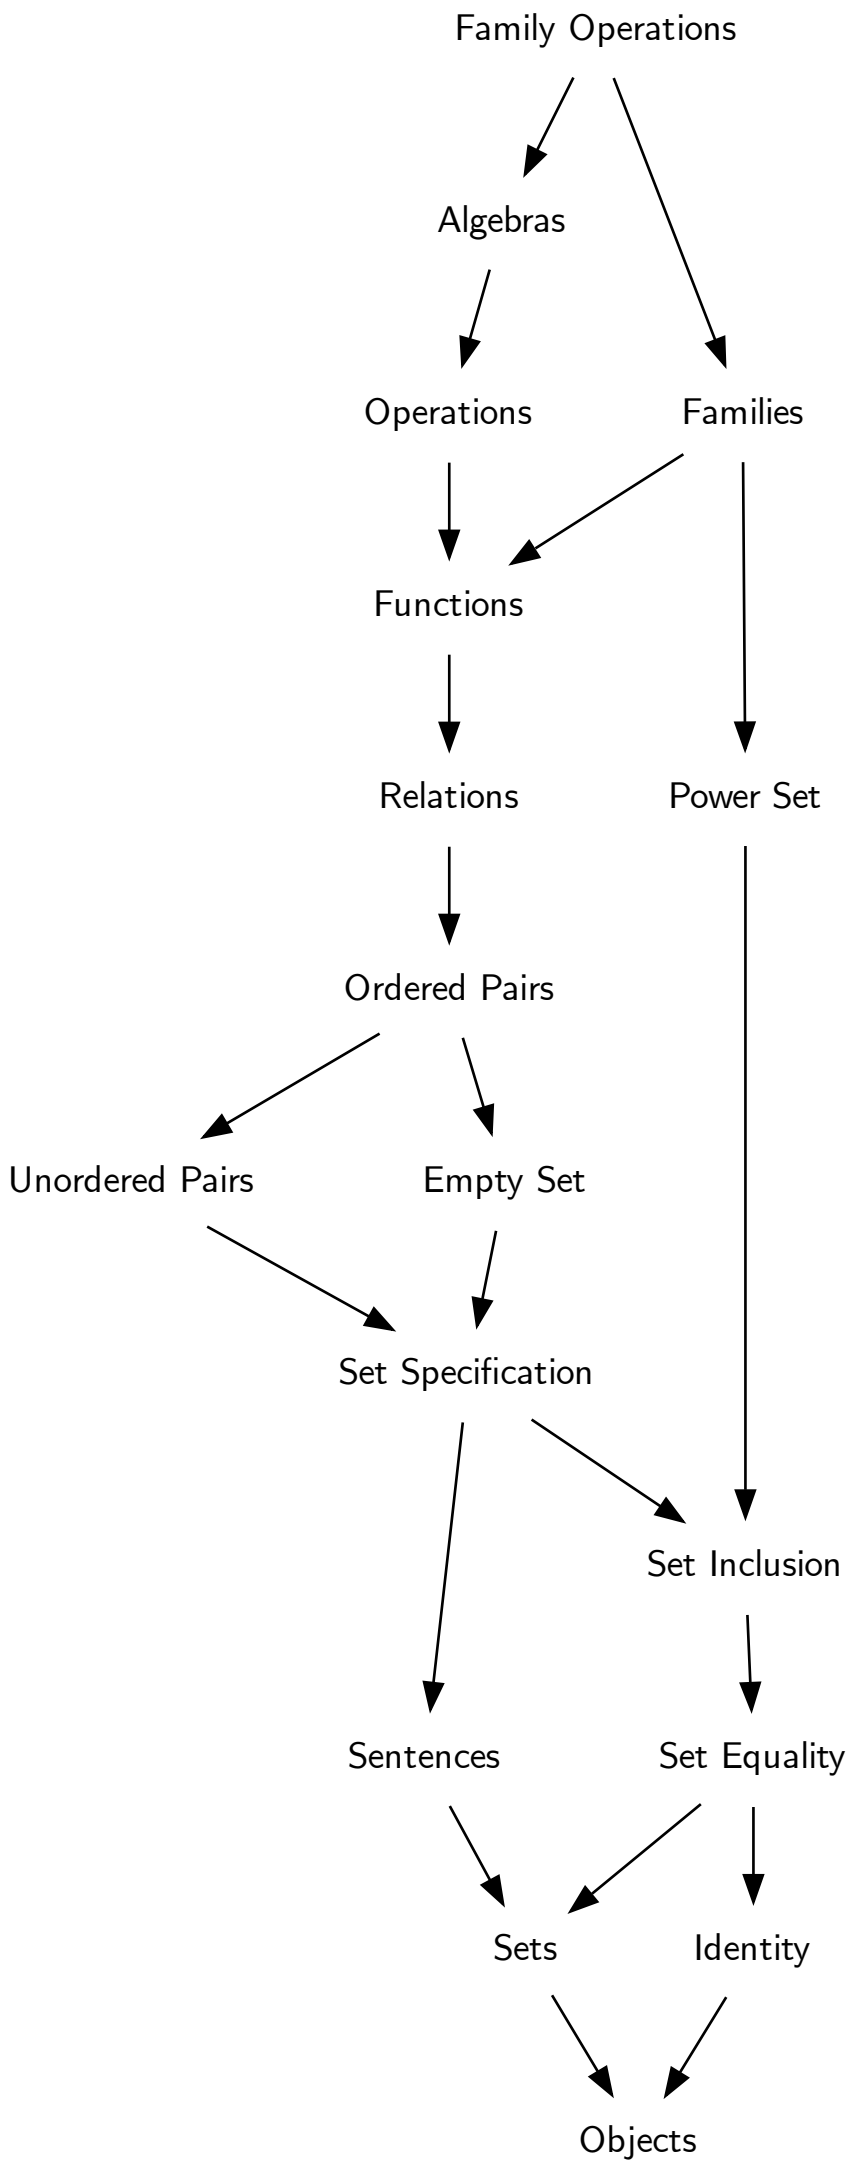 Family Operations
Algebras
Operations
Families
Functions
Relations
Power Set
Ordered Pairs
Unordered Pairs
Empty Set
Set Specification
Set Inclusion
Sentences
Set Equality
Sets
Identity
Objects